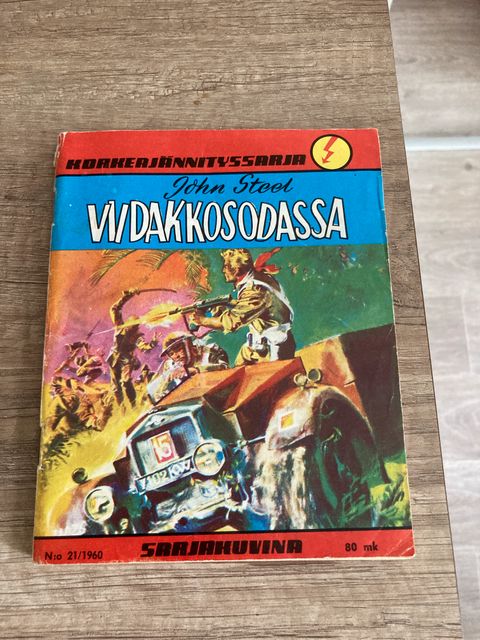 KORKEAJÄNNITYSSARJA
John Steel
VIIDAKKOSODASSA
15
N:o 21/1960
SARJAKUVINA
80 mk